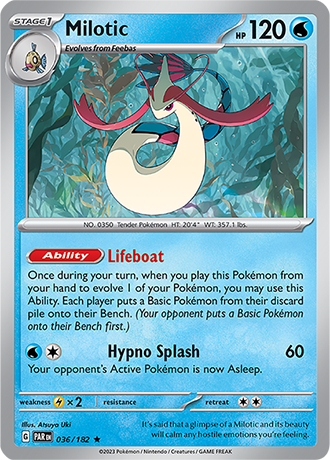 STAGE 1 Milotic HP 120
Evolves from Feebas
NO. 0350 Tender Pokémon HT: 20'4" WT: 357.1 lbs.
Ability Lifeboat
Once during your turn, when you play this Pokémon from
your hand to evolve 1 of your Pokémon, you may use this
Ability. Each player puts a Basic Pokémon from their discard
pile onto their Bench. (Your opponent puts a Basic Pokémon
onto their Bench first.)
Hypno Splash 60
Your opponent's Active Pokémon is now Asleep.
weakness ×2 resistance retreat
Illus. Atsuya Uki
It's said that a glimpse of a Milotic and its beauty
will calm any hostile emotions you're feeling.
G PAR EN 036/182 ★
©2023 Pokémon / Nintendo / Creatures / GAME FREAK